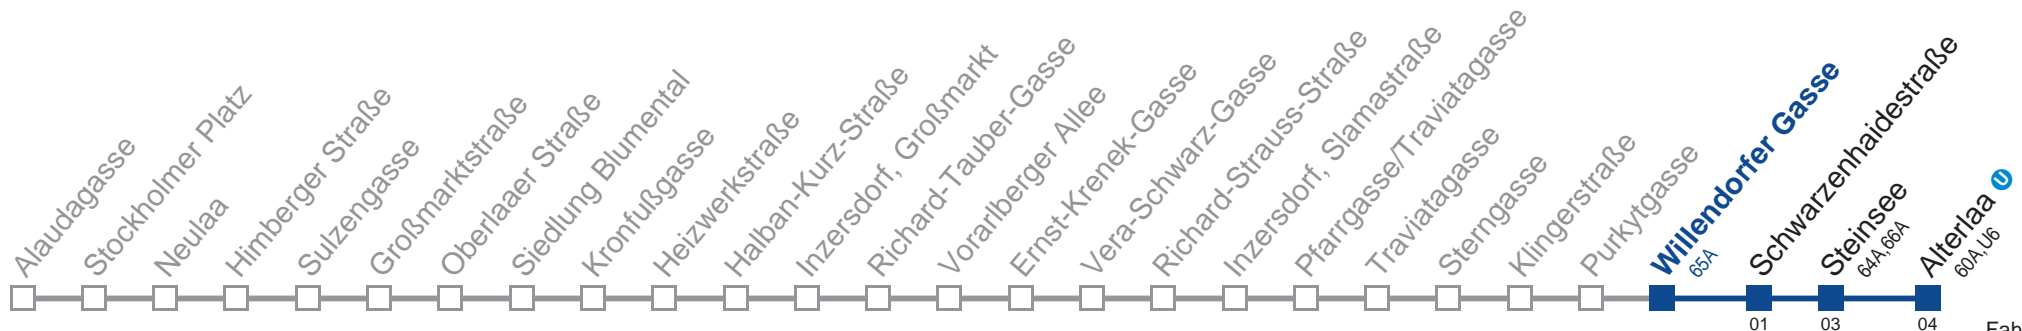 Alaudagasse
Stockholmer Platz
Neulaa
Himberger Straße
Sulzengasse
Großmarktstraße
Oberlaaer Straße
Siedlung Blumental
Kronfußgasse
Heizwerkstraße
Halban-Kurz-Straße
Inzersdorf, Großmarkt
Richard-Tauber-Gasse
Vorarlberger Allee
Ernst-Krenek-Gasse
Vera-Schwarz-Gasse
Richard-Strauss-Straße
Inzersdorf, Slamastraße
Pfarrgasse/Traviatagasse
Traviatagasse
Sterngasse
Klingerstraße
Purkytgasse
Willendorfer Gasse
65A
Schwarzenhaidestraße
Steinsee
64A,66A
Alterlaa U
60A,U6
01
03
04
Fah